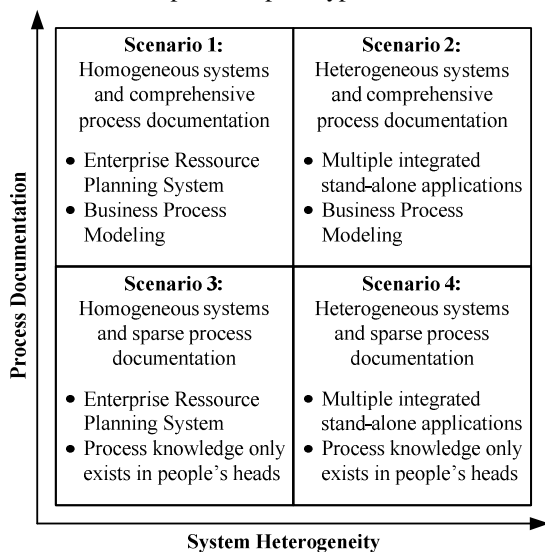 Process Documentation
Scenario 1:
Homogeneous systems
and comprehensive
process documentation
• Enterprise Ressource
Planning System
• Business Process
Modeling
Scenario 2:
Heterogeneous systems
and comprehensive
process documentation
• Multiple integrated
stand-alone applications
• Business Process
Modeling
Scenario 3:
Homogeneous systems
and sparse process
documentation
• Enterprise Ressource
Planning System
• Process knowledge only
exists in people's heads
Scenario 4:
Heterogeneous systems
and sparse process
documentation
• Multiple integrated
stand-alone applications
• Process knowledge only
exists in people's heads
System Heterogeneity